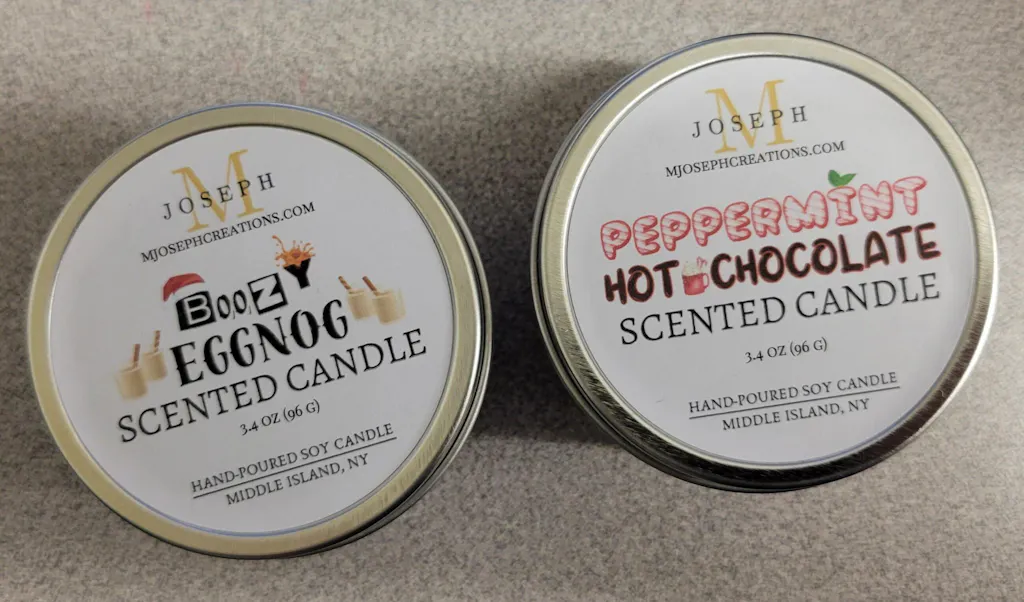 M
JOSEPH
MJOSEPHCREATIONS.COM
BOOZY
EGGNOG
SCENTED CANDLE
3.4 OZ (96 G)
HAND-POURED SOY CANDLE
MIDDLE ISLAND, NY
M
JOSEPH
MJOSEPHCREATIONS.COM
PEPPERMINT
HOT CHOCOLATE
SCENTED CANDLE
3.4 OZ (96 G)
HAND-POURED SOY CANDLE
MIDDLE ISLAND, NY